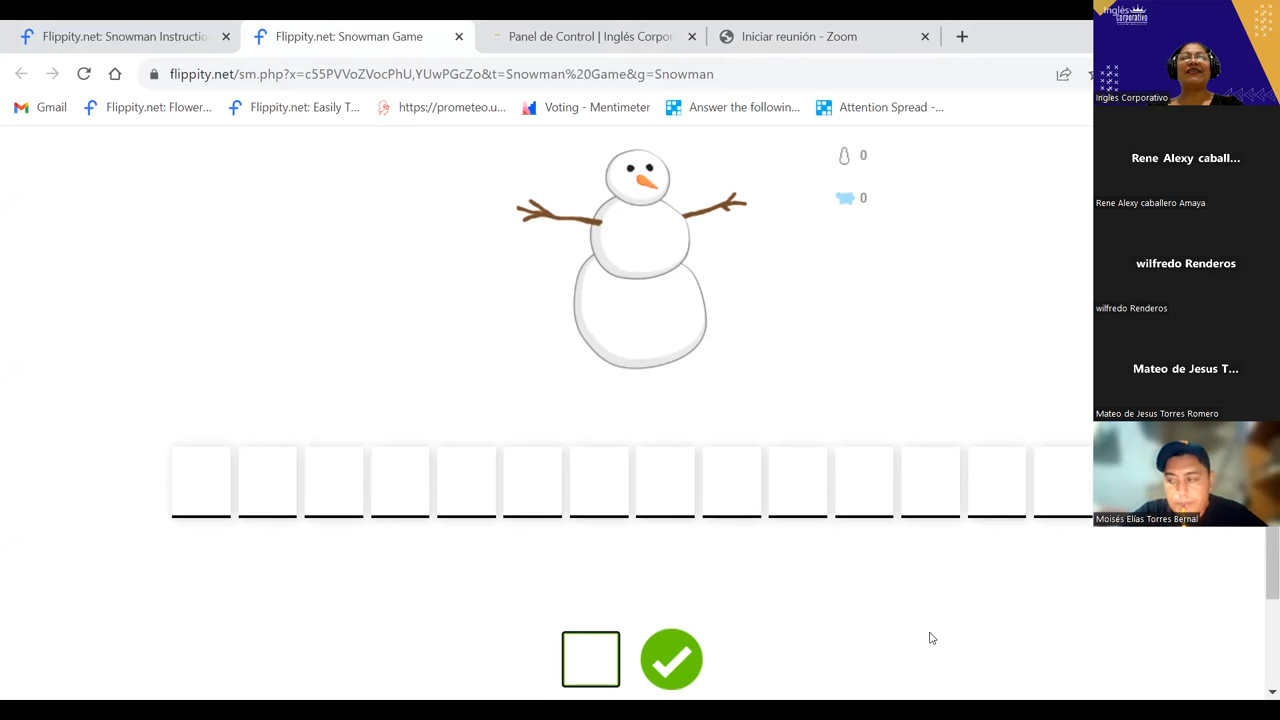 Flippity.net: Snowman Instructio
Flippity.net: Snowman Game
Panel de Control | Inglés Corpor
Iniciar reunión - Zoom
flippity.net/sm.php?x=c55PVVoZVocPhU,YUwPGcZo&t=Snowman%20Game&g=Snowman
Gmail
Flippity.net: Flower...
Flippity.net: Easily T...
https://prometeo.u...
Voting - Mentimeter
Answer the followin...
Attention Spread -...
0
0
Inglés
Corporativo
Ingles Corporativo
Rene Alexy caball...
Rene Alexy caballero Amaya
wilfredo Renderos
wilfredo Renderos
Mateo de Jesus T...
Mateo de Jesus Torres Romero
Moisés Elías Torres Bernal